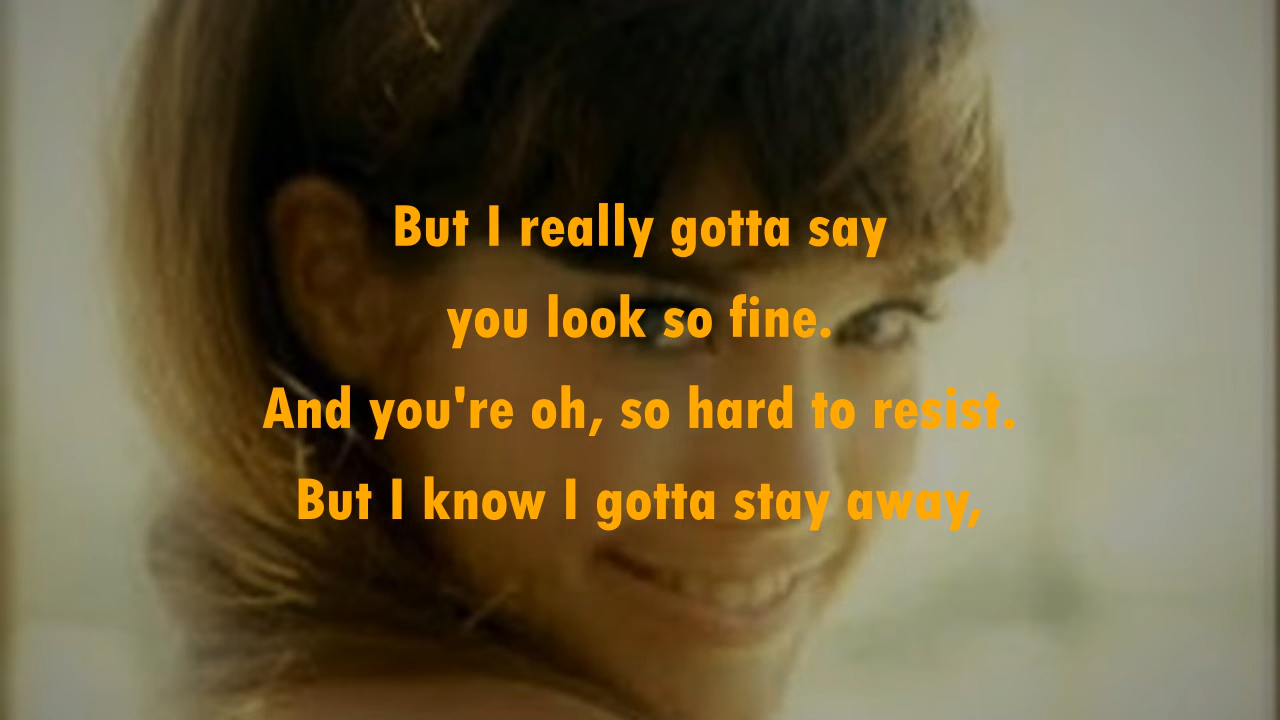 But I really gotta say
you look so fine.
And you're oh, so hard to resist.
But I know I gotta stay away,